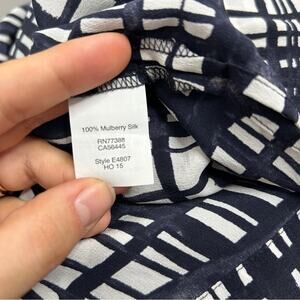 100% Mulberry Silk
RN77388
CA56445
Style E4807
HO 15